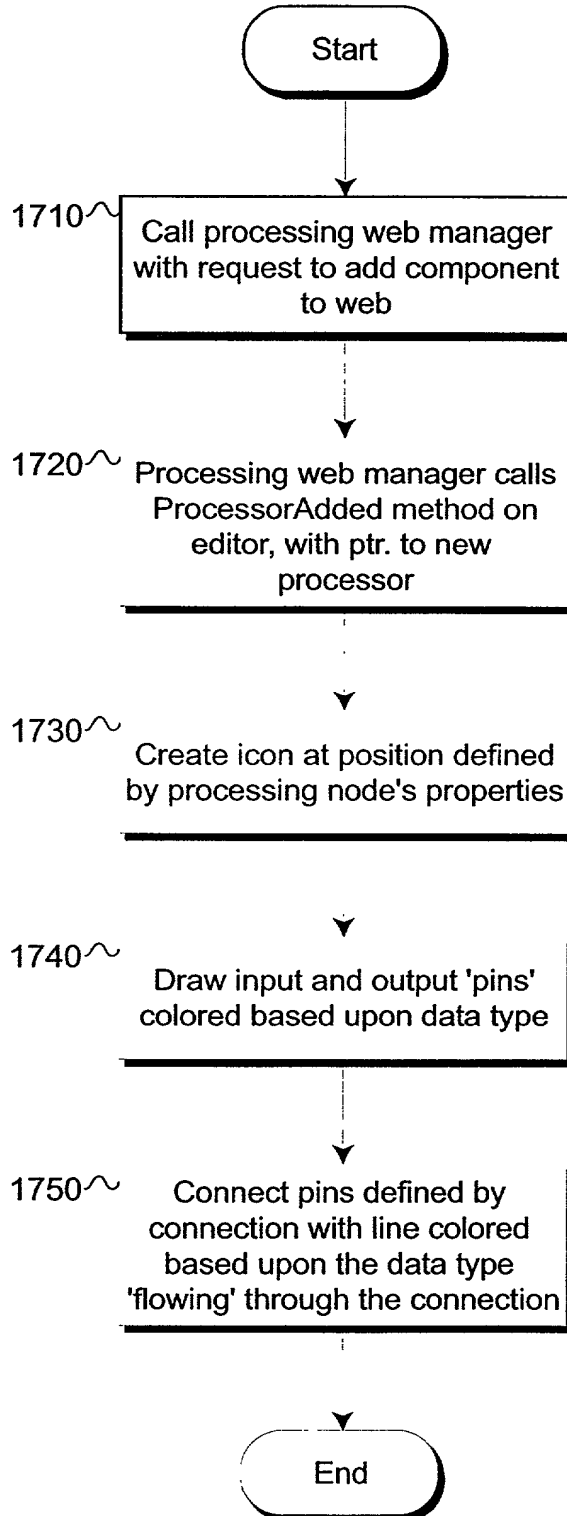 Start
1710
Call processing web manager
with request to add component
to web
1720
Processing web manager calls
ProcessorAdded method on
editor, with ptr. to new
processor
1730
Create icon at position defined
by processing node's properties
1740
Draw input and output 'pins'
colored based upon data type
1750
Connect pins defined by
connection with line colored
based upon the data type
'flowing' through the connection
End